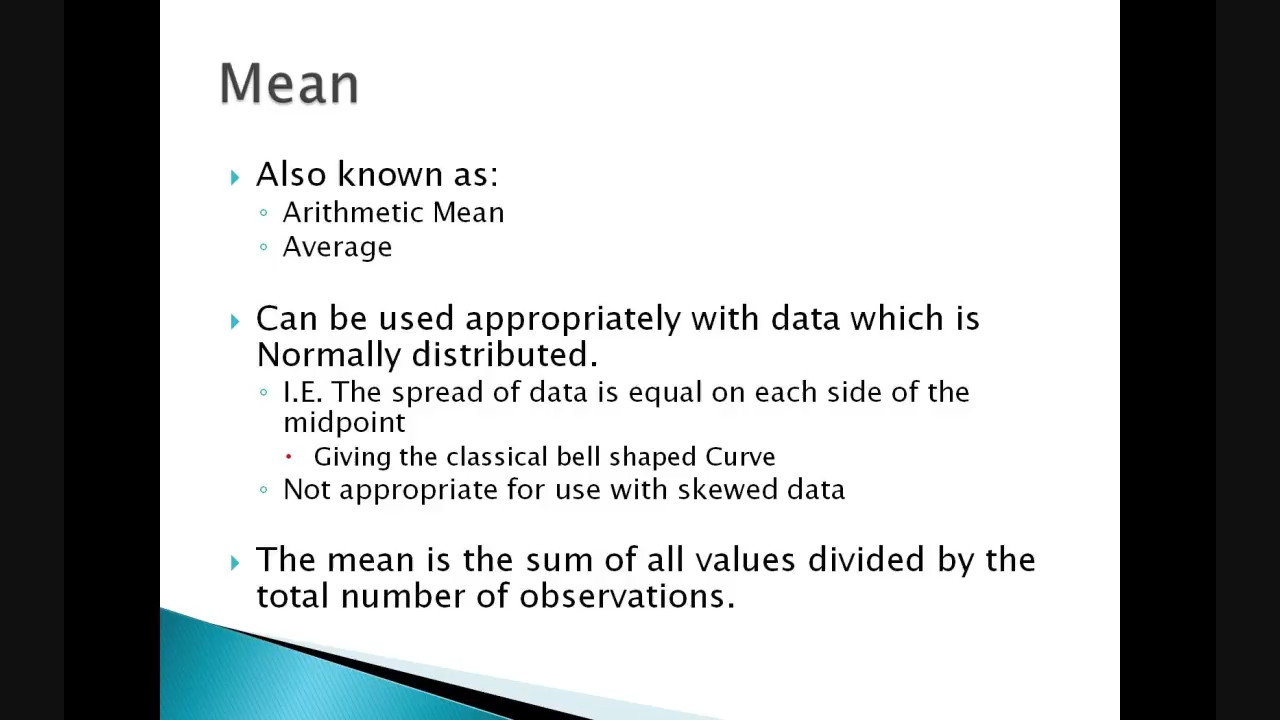 Mean
Also known as:
Arithmetic Mean
Average
Can be used appropriately with data which is
Normally distributed.
I.E. The spread of data is equal on each side of the
midpoint
Giving the classical bell shaped Curve
Not appropriate for use with skewed data
The mean is the sum of all values divided by the
total number of observations.